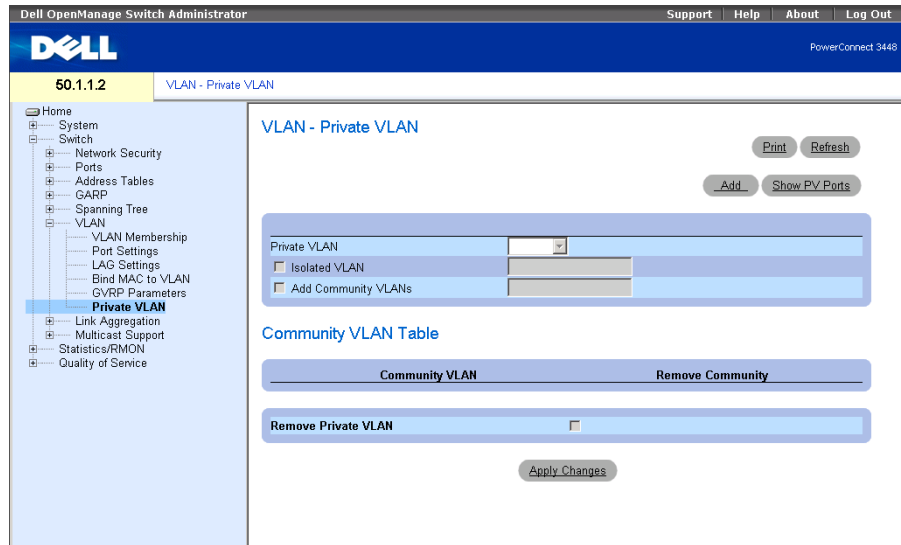 Dell OpenManage Switch Administrator
Support Help About Log Out
DELL
PowerConnect 3448
50.1.1.2
VLAN - Private VLAN
Home
System
Switch
Network Security
Ports
Address Tables
GARP
Spanning Tree
VLAN
VLAN Membership
Port Settings
LAG Settings
Bind MAC to VLAN
GVRP Parameters
Private VLAN
Link Aggregation
Multicast Support
Statistics/RMON
Quality of Service
VLAN - Private VLAN
Print Refresh
Add Show PV Ports
Private VLAN
Isolated VLAN
Add Community VLANs
Community VLAN Table
Community VLAN Remove Community
Remove Private VLAN
Apply Changes